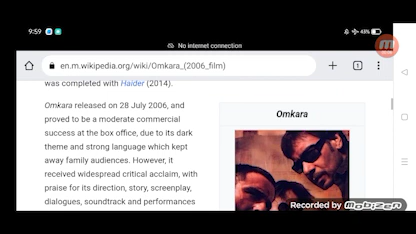 9:59
43%
No internet connection
en.m.wikipedia.org/wiki/Omkara_(2006_film)
1
was completed with Haider (2014).
Omkara released on 28 July 2006, and
proved to be a moderate commercial
success at the box office, due to its dark
theme and strong language which kept
away family audiences. However, it
received widespread critical acclaim, with
praise for its direction, story, screenplay,
dialogues, soundtrack and performances
Omkara
Recorded by mobizen